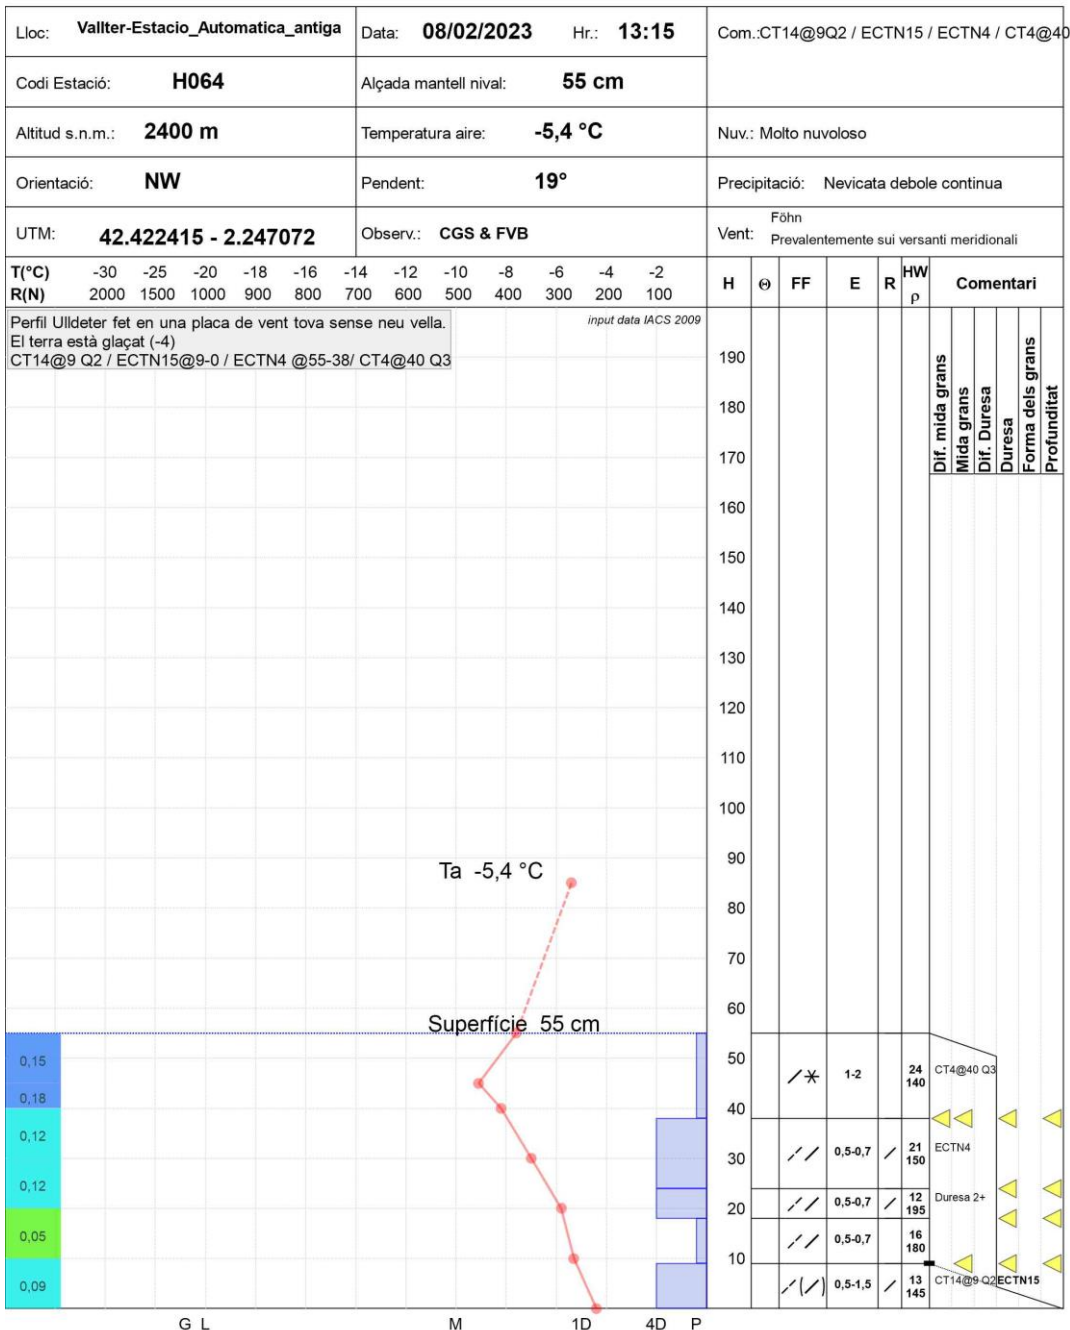 Lloc: Vallter-Estacio_Automatica_antiga Data: 08/02/2023 Hr.: 13:15 Com.:CT14@9Q2 / ECTN15 / ECTN4 / CT4@40
Codi Estació: H064 Alçada mantell nival: 55 cm
Altitud s.n.m.: 2400 m Temperatura aire: -5,4 °C Nuv.: Molto nuvoloso
Orientació: NW Pendent: 19° Precipitació: Nevicata debole continua
UTM: 42.422415 - 2.247072 Observ.: CGS & FVB Vent: Föhn
Prevalentemente sui versanti meridionali
T(°C) -30 -25 -20 -18 -16 -14 -12 -10 -8 -6 -4 -2
R(N) 2000 1500 1000 900 800 700 600 500 400 300 200 100
H Θ FF E R HW ρ Comentari
Perfil Ulldeter fet en una placa de vent tova sense neu vella.
El terra està glaçat (-4)
CT14@9 Q2 / ECTN15@9-0 / ECTN4 @55-38/ CT4@40 Q3
input data IACS 2009
Dif. mida grans
Mida grans
Dif. Duresa
Duresa
Forma dels grans
Profunditat
190
180
170
160
150
140
130
120
110
100
90
80
70
60
50
40
30
20
10
Ta -5,4 °C
Superfície 55 cm
0,15
0,18
0,12
0,12
0,05
0,09
1-2 24 140 CT4@40 Q3
0,5-0,7 21 150 ECTN4
0,5-0,7 12 195 Duresa 2+
0,5-0,7 16 180
0,5-1,5 13 145 CT14@9 Q2 ECTN15
G L M 1D 4D P